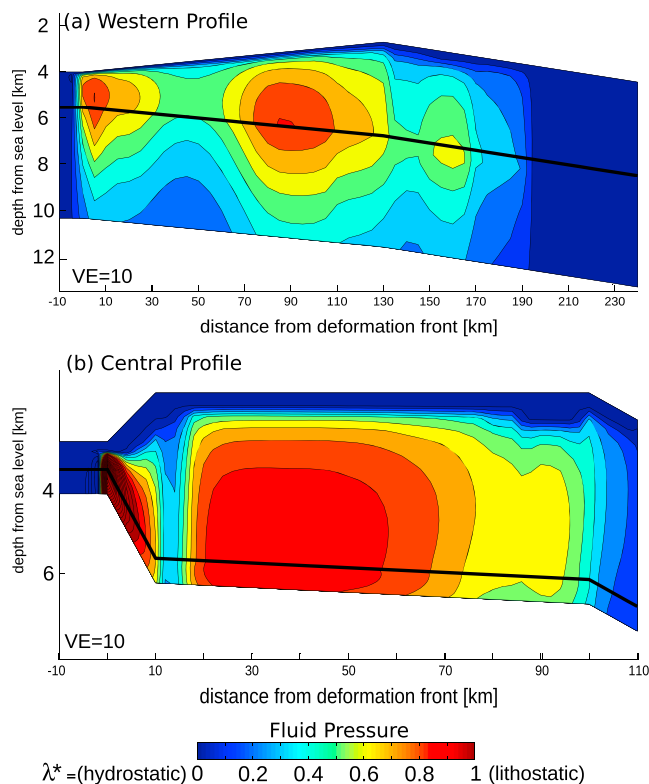 (a) Western Profile
depth from sea level [km]
2
4
6
8
10
12
VE=10
-10 10 30 50 70 90 110 130 150 170 190 210 230
distance from deformation front [km]
(b) Central Profile
depth from sea level [km]
4
6
VE=10
-10 10 30 50 70 90 110
distance from deformation front [km]
Fluid Pressure
λ* =(hydrostatic) 0 0.2 0.4 0.6 0.8 1 (lithostatic)